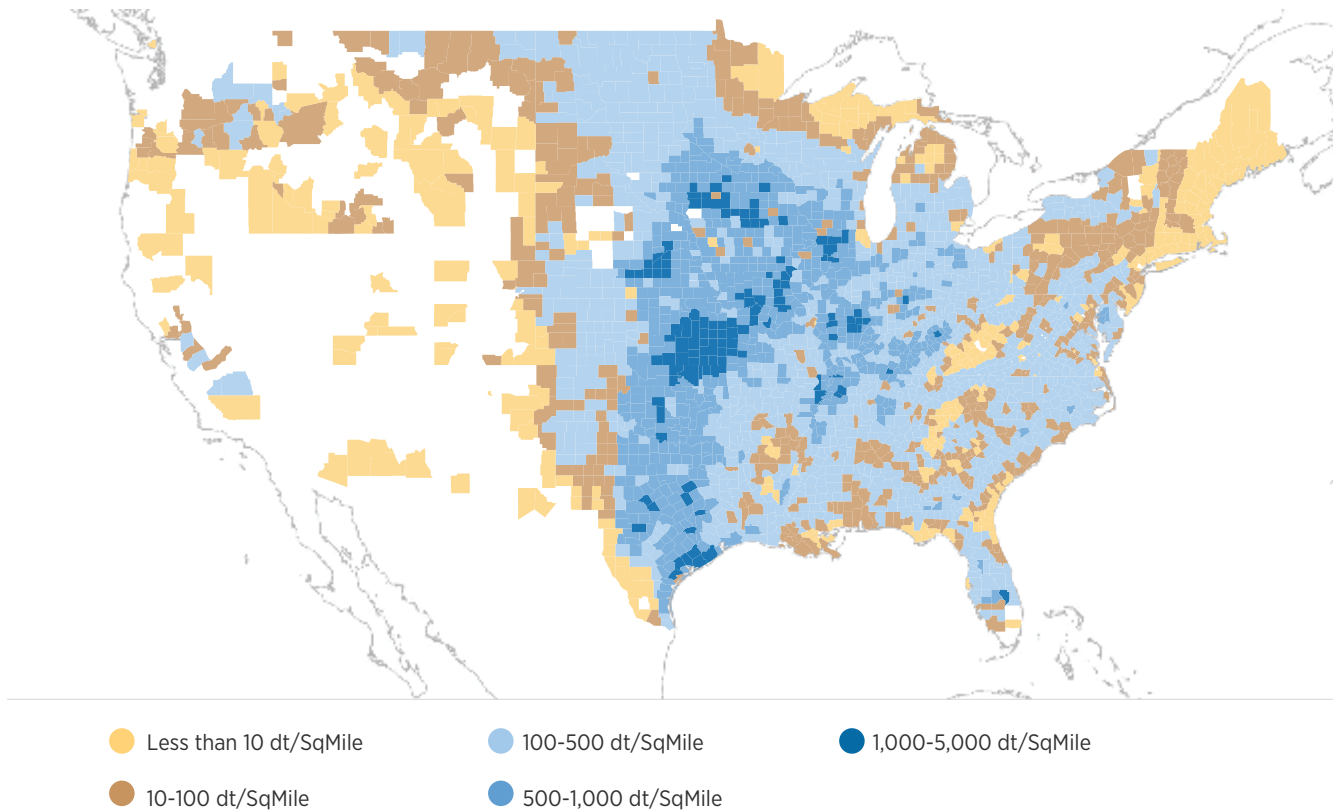 Less than 10 dt/SqMile
100-500 dt/SqMile
1,000-5,000 dt/SqMile
10-100 dt/SqMile
500-1,000 dt/SqMile